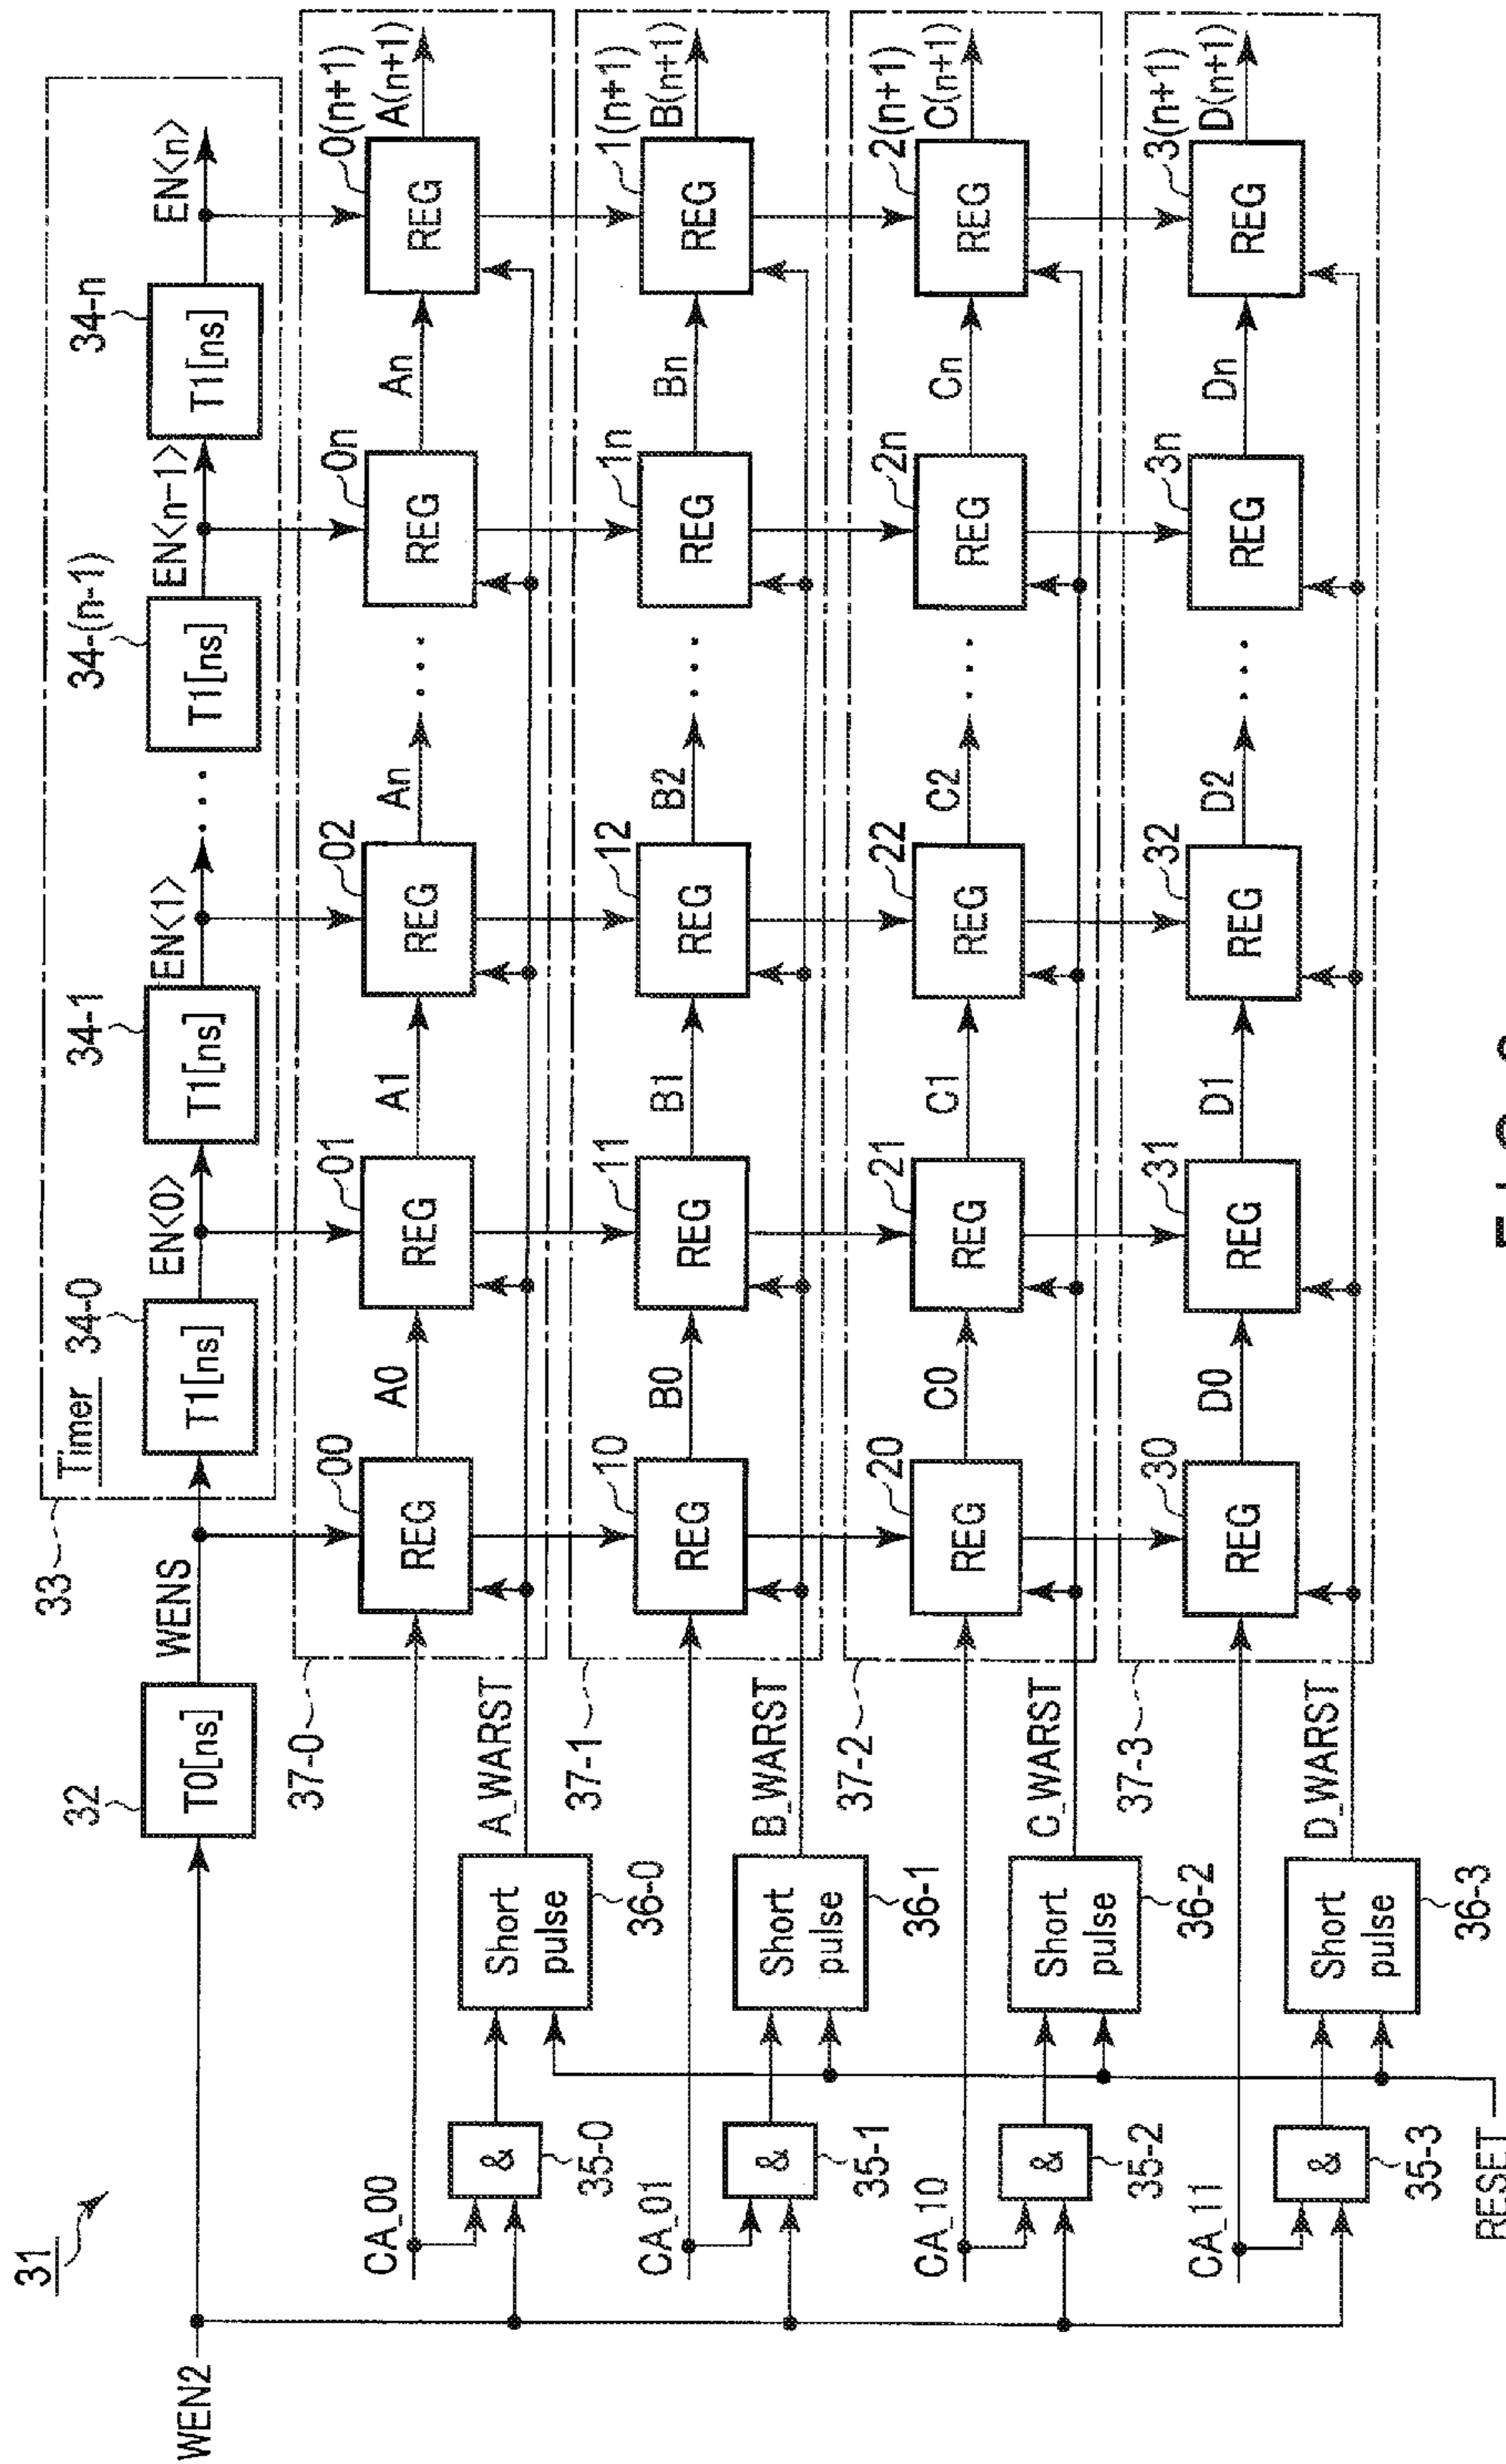 31
WEN2
32
T0[ns]
WENS
33
Timer
34-0
T1[ns]
EN<0>
34-1
T1[ns]
EN<1>
...
34-(n-1)
T1[ns]
EN<n-1>
34-n
T1[ns]
EN<n>
37-0
CA_00
&
35-0
Short
pulse
36-0
A_WARST
00
REG
A0
01
REG
A1
02
REG
An
...
0n
REG
An
0(n+1)
REG
A(n+1)
37-1
CA_01
&
35-1
Short
pulse
36-1
B_WARST
10
REG
B0
11
REG
B1
12
REG
B2
...
1n
REG
Bn
1(n+1)
REG
B(n+1)
37-2
CA_10
&
35-2
Short
pulse
36-2
C_WARST
20
REG
C0
21
REG
C1
22
REG
C2
...
2n
REG
Cn
2(n+1)
REG
C(n+1)
37-3
CA_11
&
35-3
Short
pulse
36-3
D_WARST
30
REG
D0
31
REG
D1
32
REG
D2
...
3n
REG
Dn
3(n+1)
REG
D(n+1)
RESET